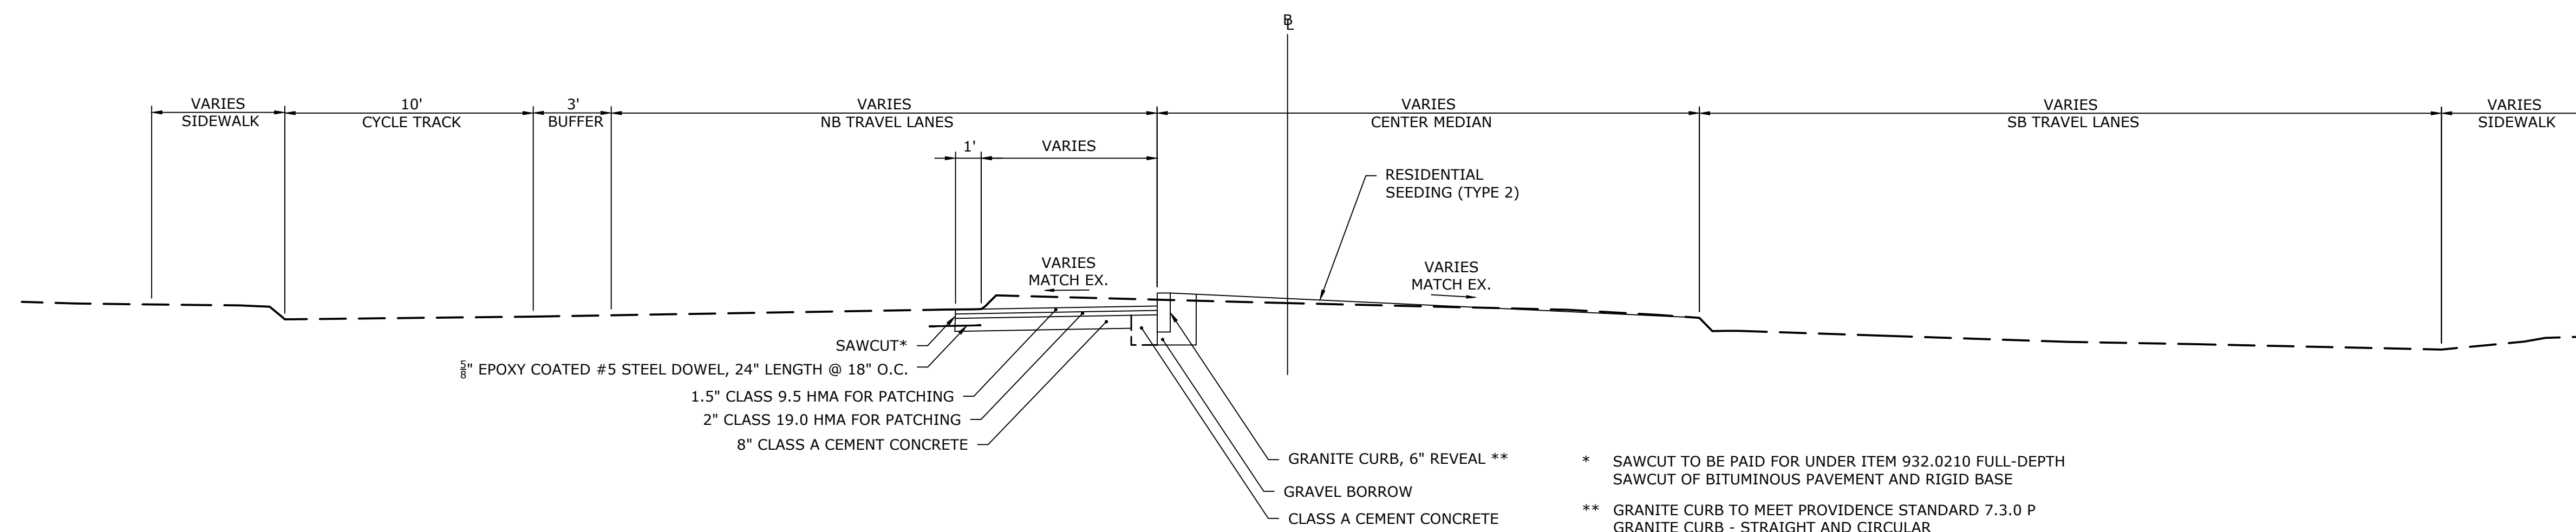 BL
VARIES
SIDEWALK
10'
CYCLE TRACK
3'
BUFFER
VARIES
NB TRAVEL LANES
VARIES
CENTER MEDIAN
VARIES
SB TRAVEL LANES
VARIES
SIDEWALK
1'
VARIES
RESIDENTIAL
SEEDING (TYPE 2)
VARIES
MATCH EX.
VARIES
MATCH EX.
SAWCUT*
5/8" EPOXY COATED #5 STEEL DOWEL, 24" LENGTH @ 18" O.C.
1.5" CLASS 9.5 HMA FOR PATCHING
2" CLASS 19.0 HMA FOR PATCHING
8" CLASS A CEMENT CONCRETE
GRANITE CURB, 6" REVEAL **
GRAVEL BORROW
CLASS A CEMENT CONCRETE
* SAWCUT TO BE PAID FOR UNDER ITEM 932.0210 FULL-DEPTH
SAWCUT OF BITUMINOUS PAVEMENT AND RIGID BASE
** GRANITE CURB TO MEET PROVIDENCE STANDARD 7.3.0 P
GRANITE CURB - STRAIGHT AND CIRCULAR